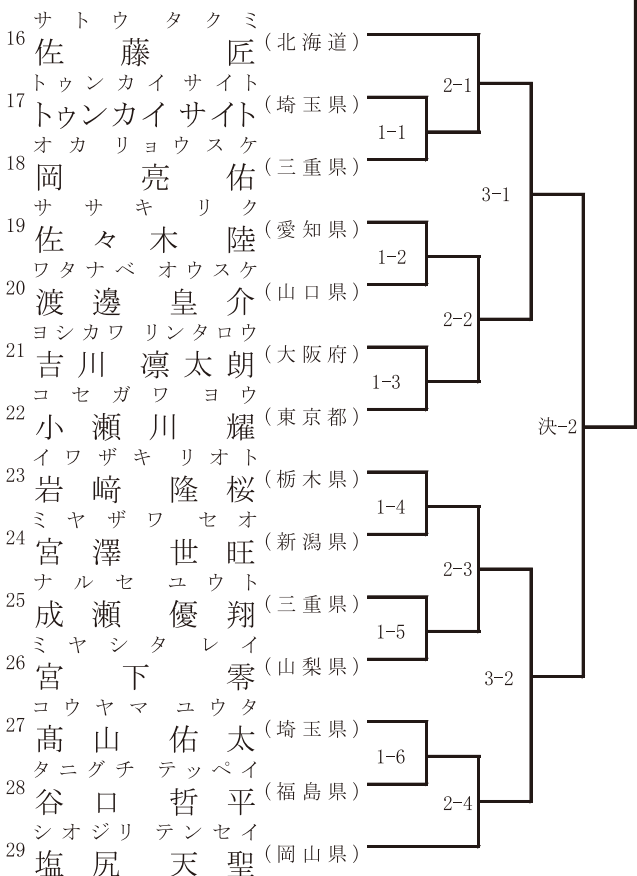 サトウ タクミ
16 佐藤 匠 (北海道)
トゥンカイ サイト
17 トゥンカイ サイト (埼玉県)
オカ リョウスケ
18 岡 亮佑 (三重県)
ササキ リク
19 佐々木 陸 (愛知県)
ワタナベ オウスケ
20 渡邊 皇介 (山口県)
ヨシカワ リンタロウ
21 吉川 凛太朗 (大阪府)
コセガワ ヨウ
22 小瀬川 耀 (東京都)
イワザキ リオト
23 岩﨑 隆桜 (栃木県)
ミヤザワ セオ
24 宮澤 世旺 (新潟県)
ナルセ ユウト
25 成瀬 優翔 (三重県)
ミヤシタ レイ
26 宮下 零 (山梨県)
コウヤマ ユウタ
27 髙山 佑太 (埼玉県)
タニグチ テッペイ
28 谷口 哲平 (福島県)
シオジリ テンセイ
29 塩尻 天聖 (岡山県)
1-1
1-2
1-3
1-4
1-5
1-6
2-1
2-2
2-3
2-4
3-1
3-2
決-2